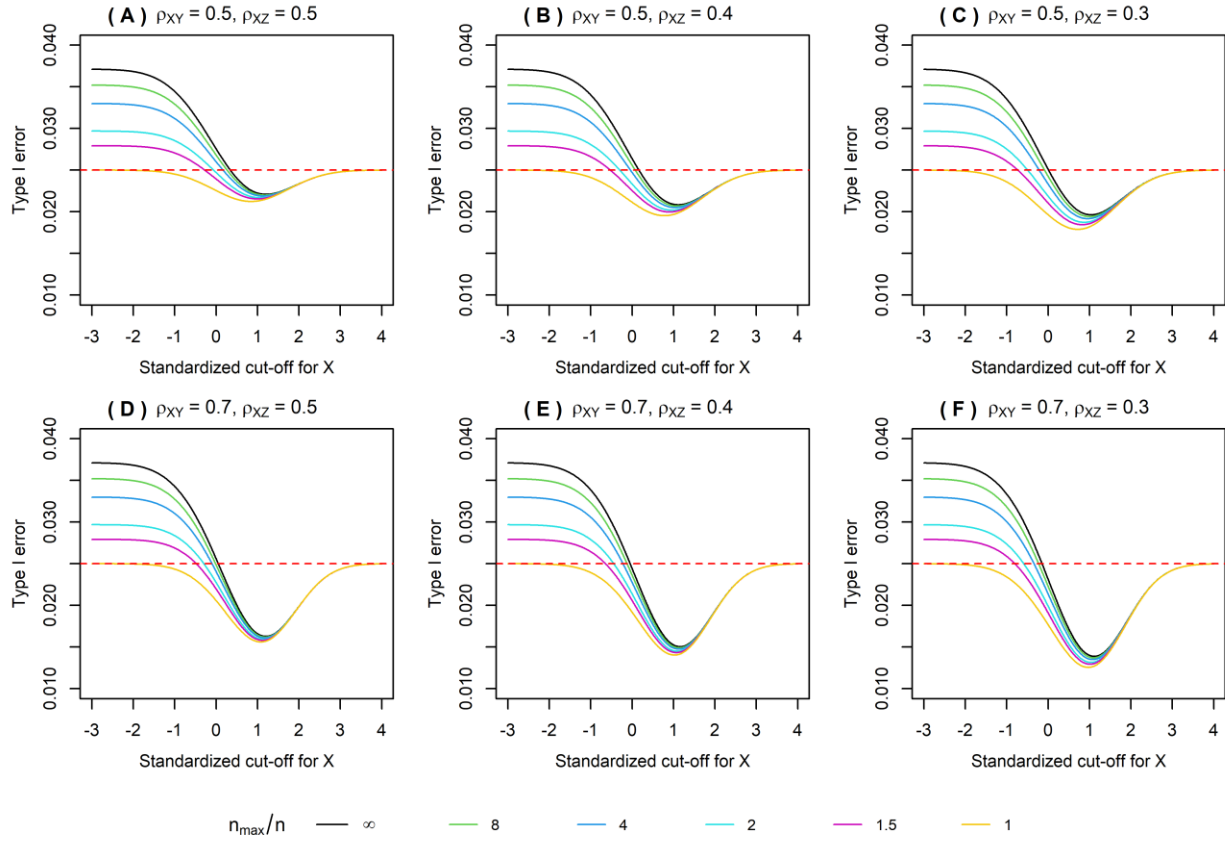 ( A ) ρXY = 0.5, ρXZ = 0.5
Type I error
0.040
0.030
0.020
0.010
-3 -2 -1 0 1 2 3 4
Standardized cut-off for X
( B ) ρXY = 0.5, ρXZ = 0.4
Type I error
0.040
0.030
0.020
0.010
-3 -2 -1 0 1 2 3 4
Standardized cut-off for X
( C ) ρXY = 0.5, ρXZ = 0.3
Type I error
0.040
0.030
0.020
0.010
-3 -2 -1 0 1 2 3 4
Standardized cut-off for X
( D ) ρXY = 0.7, ρXZ = 0.5
Type I error
0.040
0.030
0.020
0.010
-3 -2 -1 0 1 2 3 4
Standardized cut-off for X
( E ) ρXY = 0.7, ρXZ = 0.4
Type I error
0.040
0.030
0.020
0.010
-3 -2 -1 0 1 2 3 4
Standardized cut-off for X
( F ) ρXY = 0.7, ρXZ = 0.3
Type I error
0.040
0.030
0.020
0.010
-3 -2 -1 0 1 2 3 4
Standardized cut-off for X
nmax/n ∞ 8 4 2 1.5 1